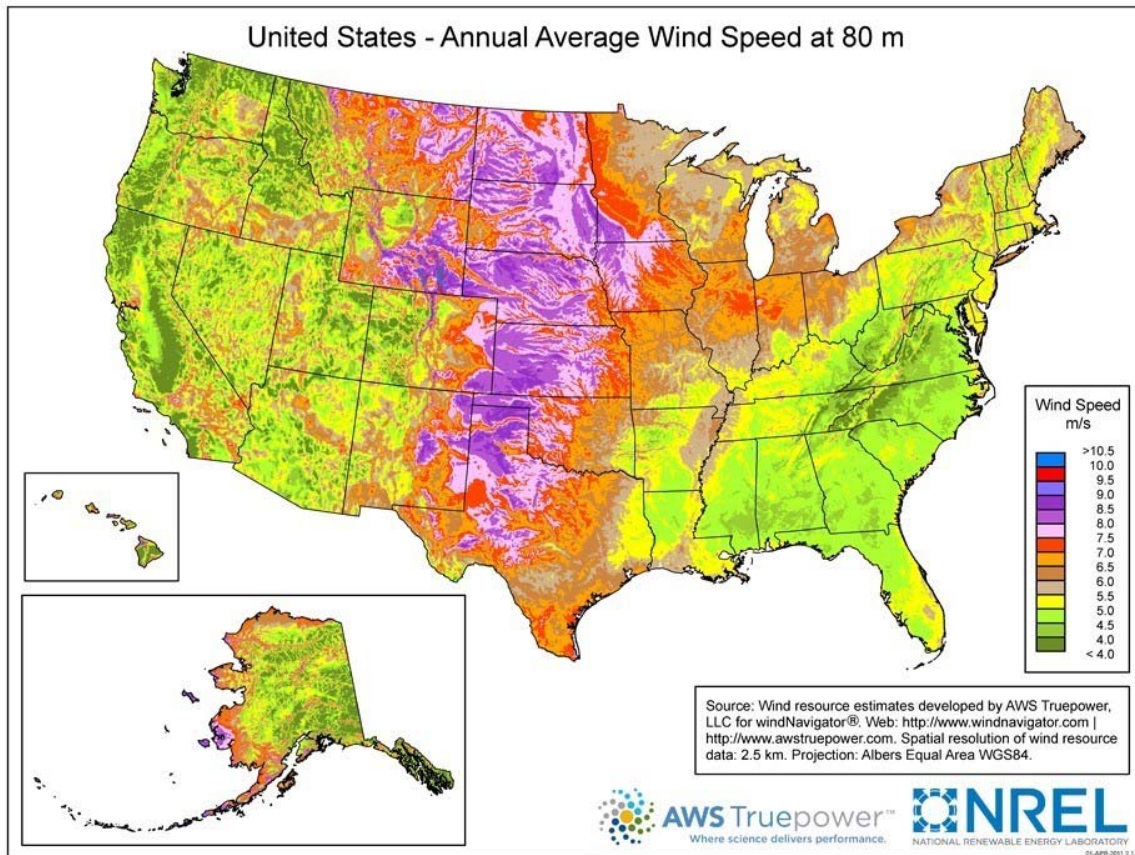 United States - Annual Average Wind Speed at 80 m
Wind Speed
m/s
>10.5
10.0
9.5
9.0
8.5
8.0
7.5
7.0
6.5
6.0
5.5
5.0
4.5
4.0
< 4.0
Source: Wind resource estimates developed by AWS Truepower,
LLC for windNavigator®. Web: http://www.windnavigator.com |
http://www.awstruepower.com. Spatial resolution of wind resource
data: 2.5 km. Projection: Albers Equal Area WGS84.
AWS Truepower™
Where science delivers performance.
NREL
NATIONAL RENEWABLE ENERGY LABORATORY